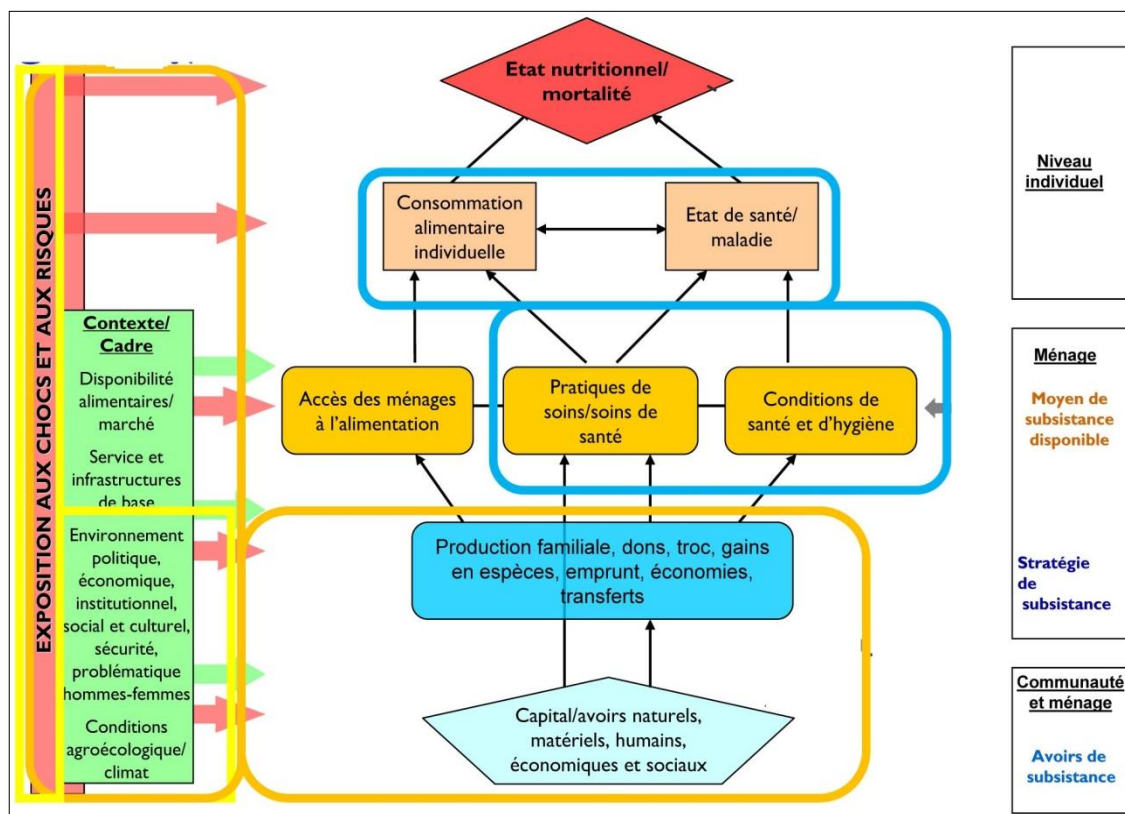 EXPOSITION AUX CHOCS ET AUX RISQUES
Contexte/
Cadre
Disponibilité
alimentaires/
marché
Service et
infrastructures
de base
Environnement
politique,
économique,
institutionnel,
social et culturel,
sécurité,
problématique
hommes-femmes
Conditions
agroécologique/
climat
Etat nutritionnel/
mortalité
Consommation
alimentaire
individuelle
Etat de santé/
maladie
Accès des ménages
à l'alimentation
Pratiques de
soins/soins de
santé
Conditions de
santé et d'hygiène
Production familiale, dons, troc, gains
en espèces, emprunt, économies,
transferts
Capital/avoirs naturels,
matériels, humains,
économiques et sociaux
Niveau
individuel
Ménage
Moyen de
subsistance
disponible
Stratégie
de
subsistance
Communauté
et ménage
Avoirs de
subsistance